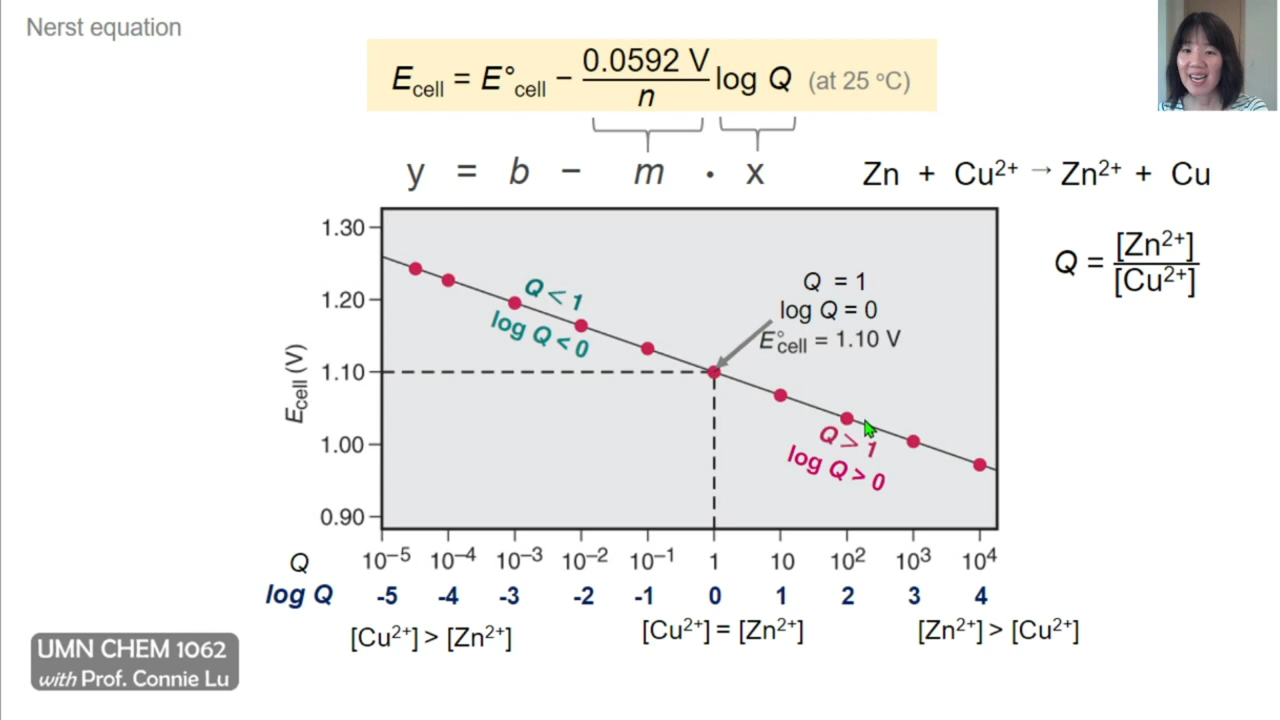 Nerst equation
E cell = E° cell − 0.0592 V / n log Q (at 25 °C)
y = b − m · x
Zn + Cu²⁺ → Zn²⁺ + Cu
Q = [Zn²⁺] / [Cu²⁺]
1.30
1.20
1.10
1.00
0.90
E cell (V)
Q < 1
log Q < 0
Q = 1
log Q = 0
E° cell = 1.10 V
Q > 1
log Q > 0
Q 10⁻⁵ 10⁻⁴ 10⁻³ 10⁻² 10⁻¹ 1 10 10² 10³ 10⁴
log Q -5 -4 -3 -2 -1 0 1 2 3 4
[Cu²⁺] > [Zn²⁺] [Cu²⁺] = [Zn²⁺] [Zn²⁺] > [Cu²⁺]
UMN CHEM 1062
with Prof. Connie Lu